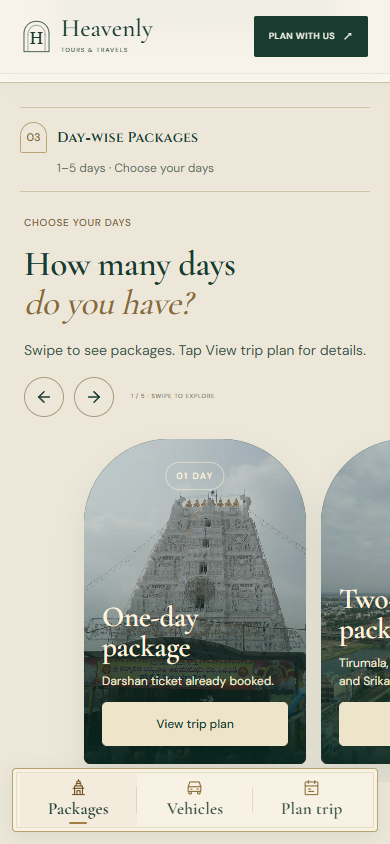 H
Heavenly
TOURS & TRAVELS
PLAN WITH US ↗
03
DAY-WISE PACKAGES
1–5 days · Choose your days
CHOOSE YOUR DAYS
How many days
do you have?
Swipe to see packages. Tap View trip plan for details.
← → 1 / 5 · SWIPE TO EXPLORE
01 DAY
One-day
package
Darshan ticket already booked.
View trip plan
Two-
pack
Tirumala,
and Srika
Packages
Vehicles
Plan trip